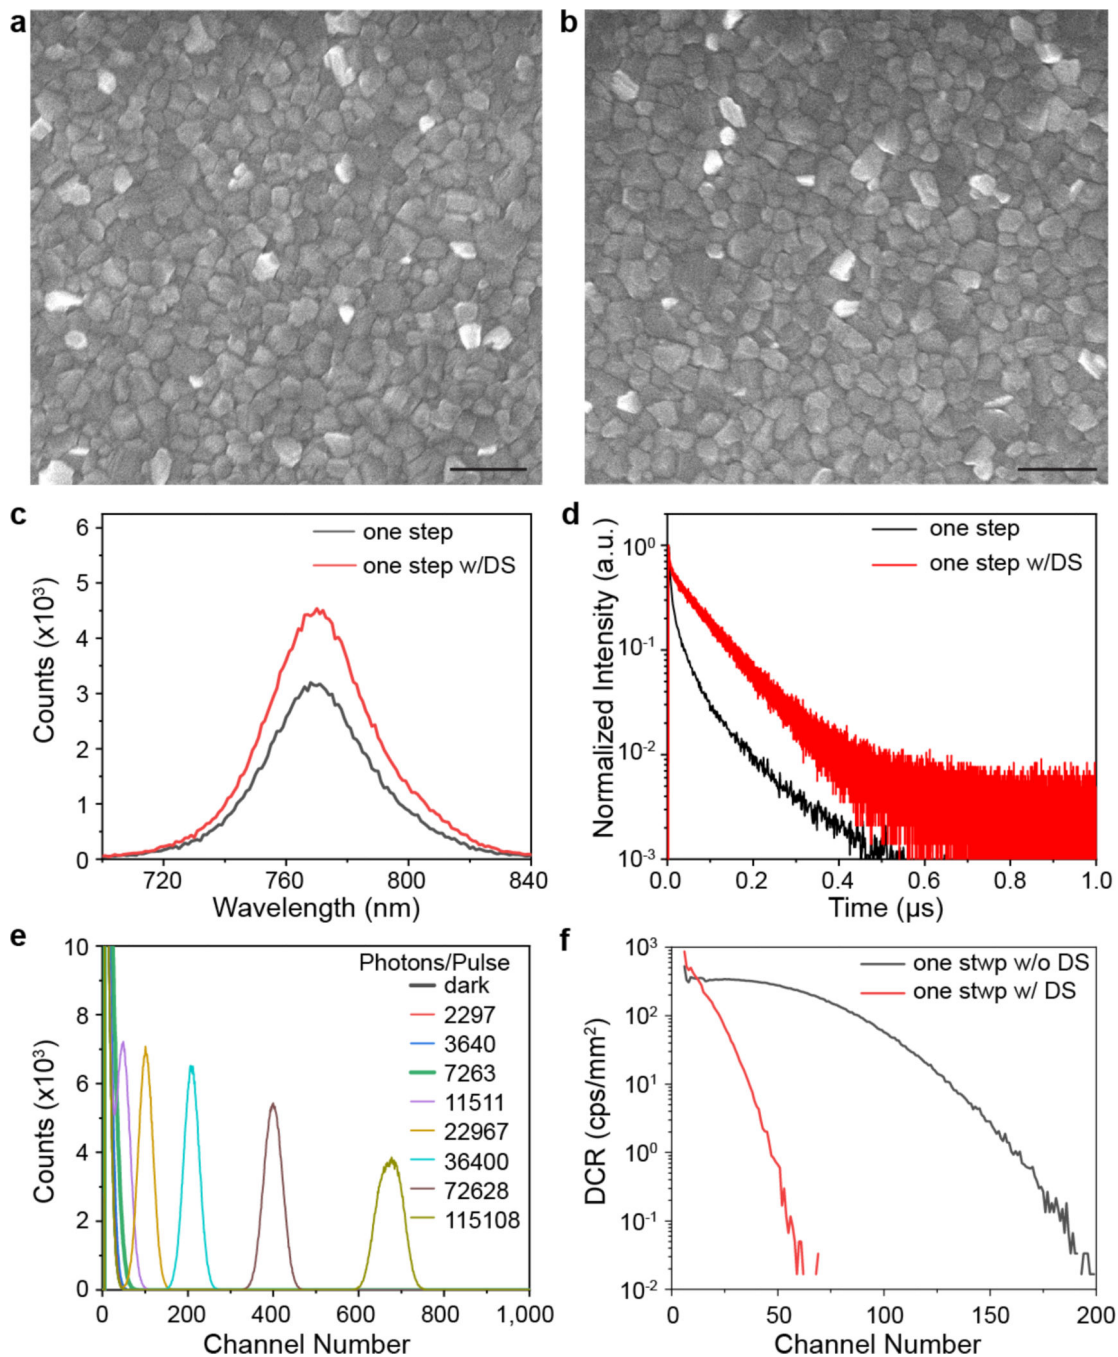 a
b
c
6
4.5
3
2
1
0
Counts (x10³)
one step
one step w/DS
720
760
800
840
Wavelength (nm)
d
10⁰
10⁻¹
10⁻²
10⁻³
Normalized Intensity (a.u.)
one step
one step w/DS
0.0
0.2
0.4
0.6
0.8
1.0
Time (µs)
e
10
8
6
4
2
0
Counts (x10³)
Photons/Pulse
dark
2297
3640
7263
11511
22967
36400
72628
115108
0
200
400
600
800
1,000
Channel Number
f
10³
10²
10¹
10⁰
10⁻¹
10⁻²
DCR (cps/mm²)
one stwp w/o DS
one stwp w/ DS
0
50
100
150
200
Channel Number